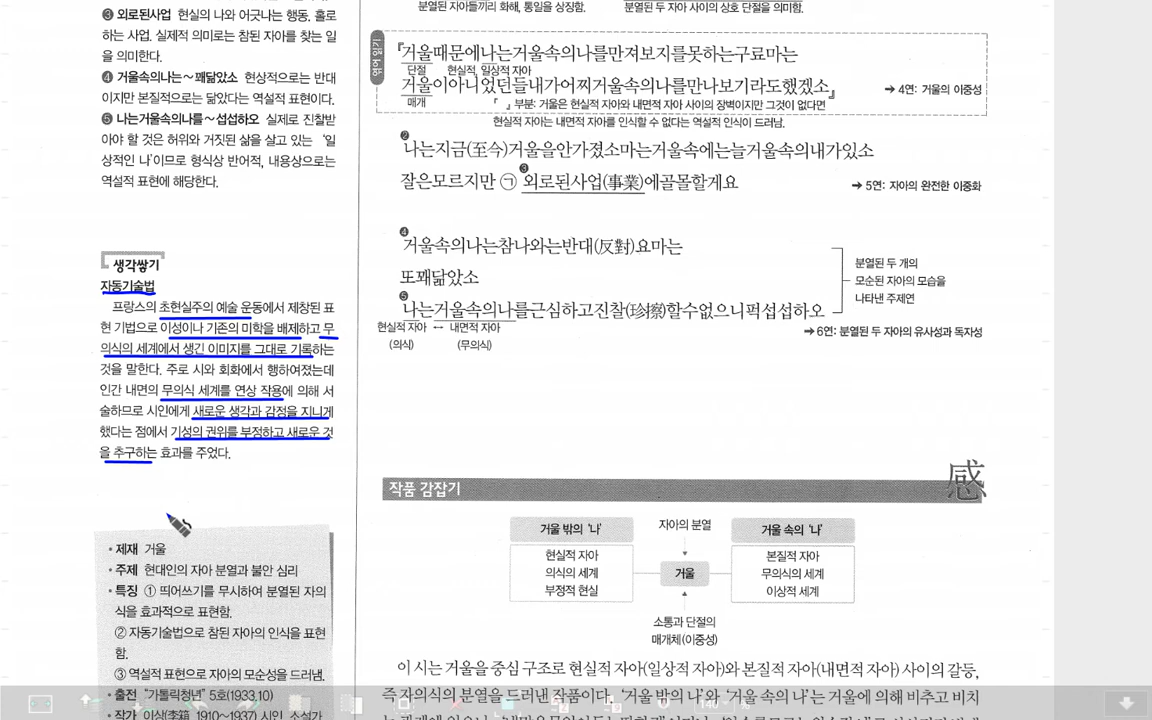 ❸ 외로된사업 현실의 나와 어긋나는 행동. 홀로
하는 사업. 실제적 의미로는 참된 자아를 찾는 일
을 의미한다.
❹ 거울속의나는～꽤닮았소 현상적으로는 반대
이지만 본질적으로는 닮았다는 역설적 표현이다.
❺ 나는거울속의나를～섭섭하오 실제로 진찰받
아야 할 것은 허위와 거짓된 삶을 살고 있는 '일
상적인 나'이므로 형식상 반어적, 내용상으로는
역설적 표현에 해당한다.
생각쌓기
자동기술법
프랑스의 초현실주의 예술 운동에서 제창된 표
현 기법으로 이성이나 기존의 미학을 배제하고 무
의식의 세계에서 생긴 이미지를 그대로 기록하는
것을 말한다. 주로 시와 회화에서 행하여졌는데
인간 내면의 무의식 세계를 연상 작용에 의해 서
술하므로 시인에게 새로운 생각과 감정을 지니게
했다는 점에서 기성의 권위를 부정하고 새로운 것
을 추구하는 효과를 주었다.
• 제재 거울
• 주제 현대인의 자아 분열과 불안 심리
• 특징 ① 띄어쓰기를 무시하여 분열된 자의
식을 효과적으로 표현함.
② 자동기술법으로 참된 자아의 인식을 표현
함.
③ 역설적 표현으로 자아의 모순성을 드러냄.
• 출전 "가톨릭청년" 5호(1933.10)
• 작가 이상(李箱, 1910～1937) 시인, 소설가
분열된 자아들끼리 화해, 통일을 상징함.
분열된 두 자아 사이의 상호 단절을 의미함.
엮어 읽기
『거울때문에나는거울속의나를만져보지를못하는구료마는
단절 현실적, 일상적 자아
거울이아니었던들내가어찌거울속의나를만나보기라도했겠소』
➔ 4연: 거울의 이중성
매개
『 』 부분: 거울은 현실적 자아와 내면적 자아 사이의 장벽이지만 그것이 없다면
현실적 자아는 내면적 자아를 인식할 수 없다는 역설적 인식이 드러남.
❷
나는지금(至今)거울을안가졌소마는거울속에는늘거울속의내가있소
❸
잘은모르지만 ㉠ 외로된사업(事業)에골몰할게요
➔ 5연: 자아의 완전한 이중화
❹
거울속의나는참나와는반대(反對)요마는
또꽤닮았소
❺
나는거울속의나를근심하고진찰(珍擦)할수없으니퍽섭섭하오
현실적 자아 ↔ 내면적 자아
(의식) (무의식)
분열된 두 개의
모순된 자아의 모습을
나타낸 주제연
➔ 6연: 분열된 두 자아의 유사성과 독자성
작품 감잡기
感
거울 밖의 '나'
자아의 분열
거울 속의 '나'
현실적 자아
의식의 세계
부정적 현실
거울
본질적 자아
무의식의 세계
이상적 세계
소통과 단절의
매개체(이중성)
이 시는 거울을 중심 구조로 현실적 자아(일상적 자아)와 본질적 자아(내면적 자아) 사이의 갈등,
즉 자의식의 분열을 드러낸 작품이다. '거울 밖의 나'와 '거울 속의 나'는 거울에 의해 비추고 비치